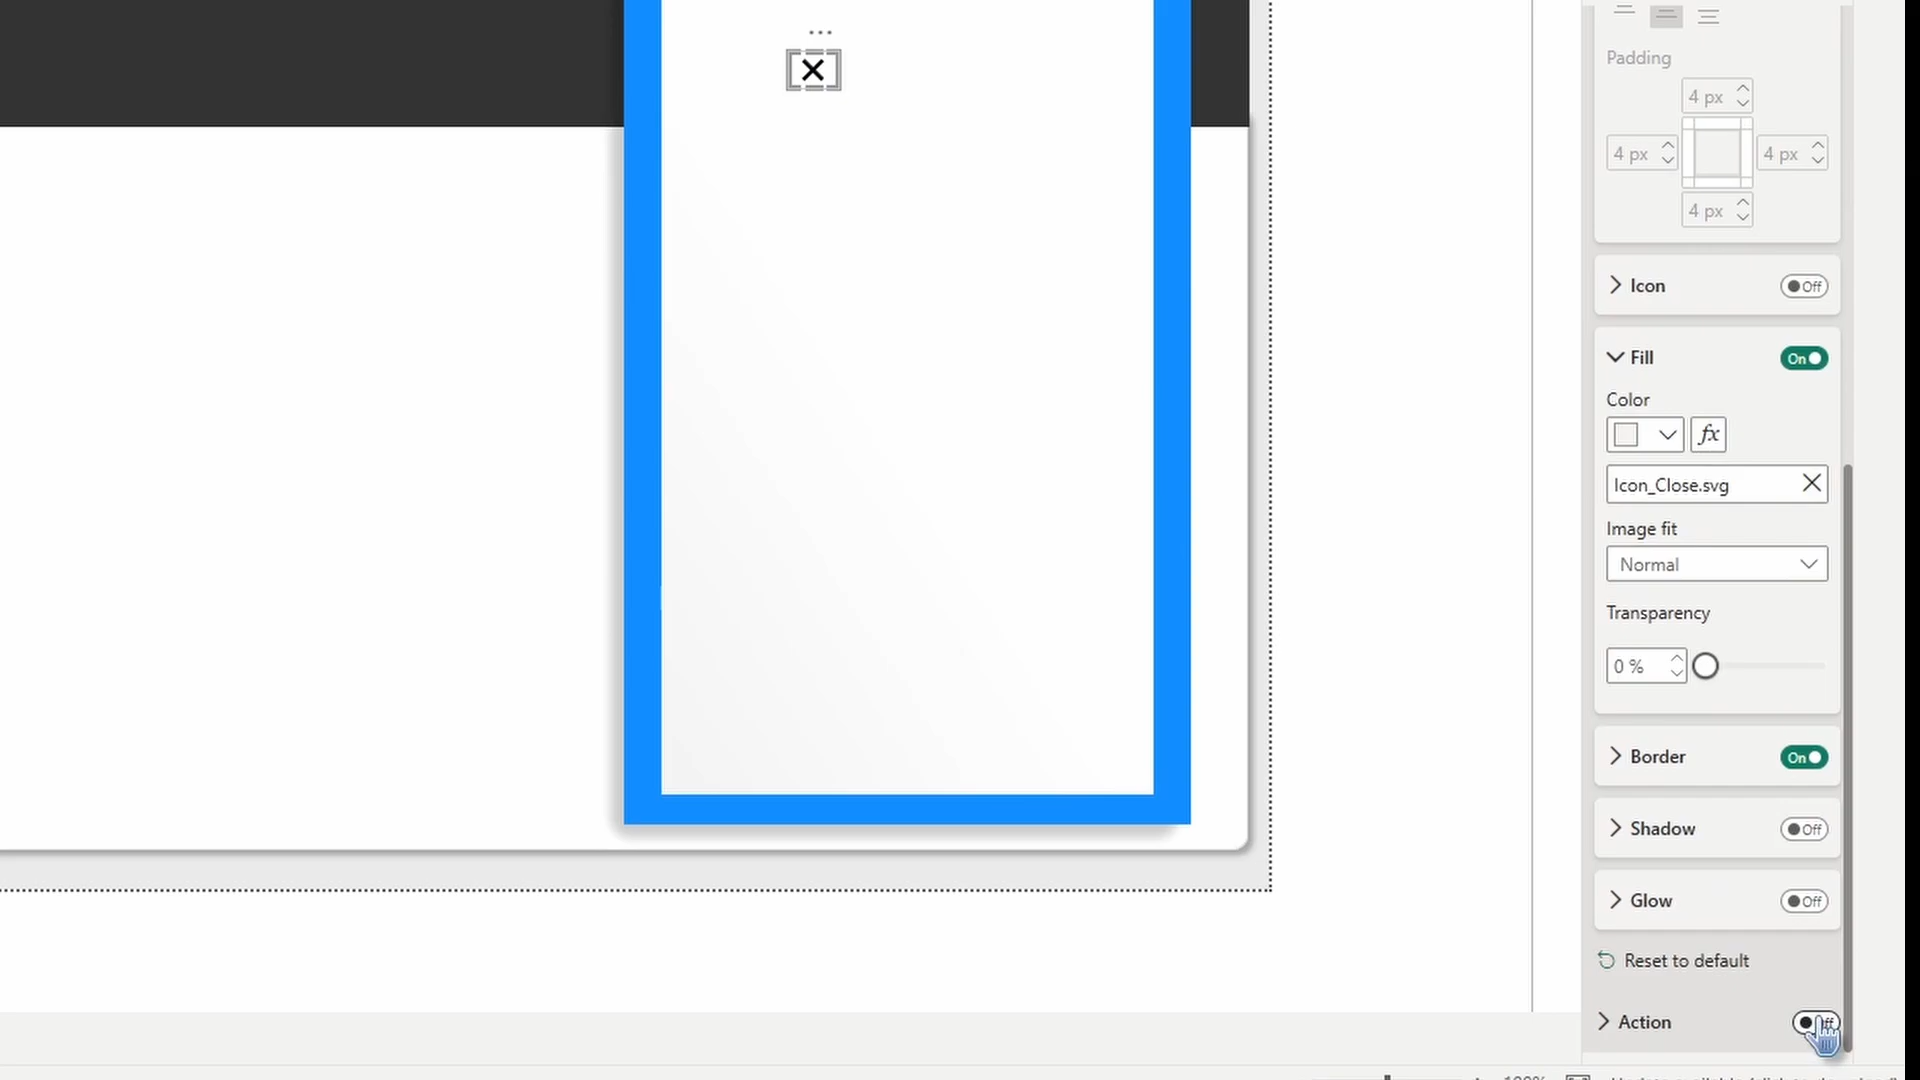 ...
Padding
4 px
4 px
4 px
4 px
Icon
Off
Fill
On
Color
fx
Icon_Close.svg
Image fit
Normal
Transparency
0 %
Border
On
Shadow
Off
Glow
Off
Reset to default
Action